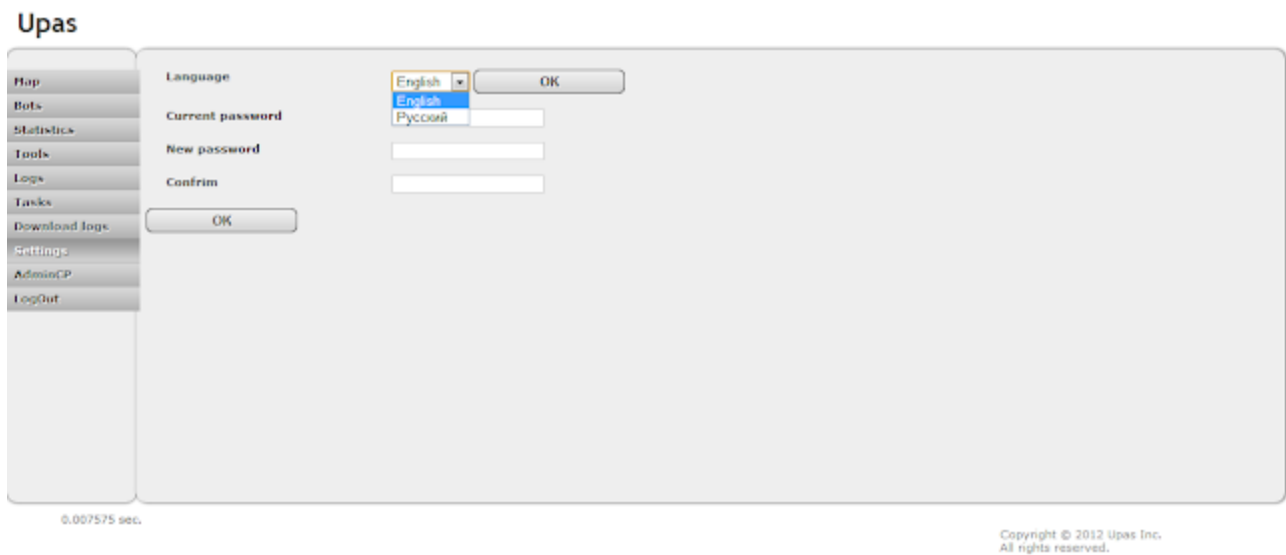 Upas
Map
Bots
Statistics
Tools
Logs
Tasks
Download logs
Settings
AdminCP
LogOut
Language
English
OK
English
Русский
Current password
New password
Confrim
OK
0.007575 sec.
Copyright © 2012 Upas Inc.
All rights reserved.